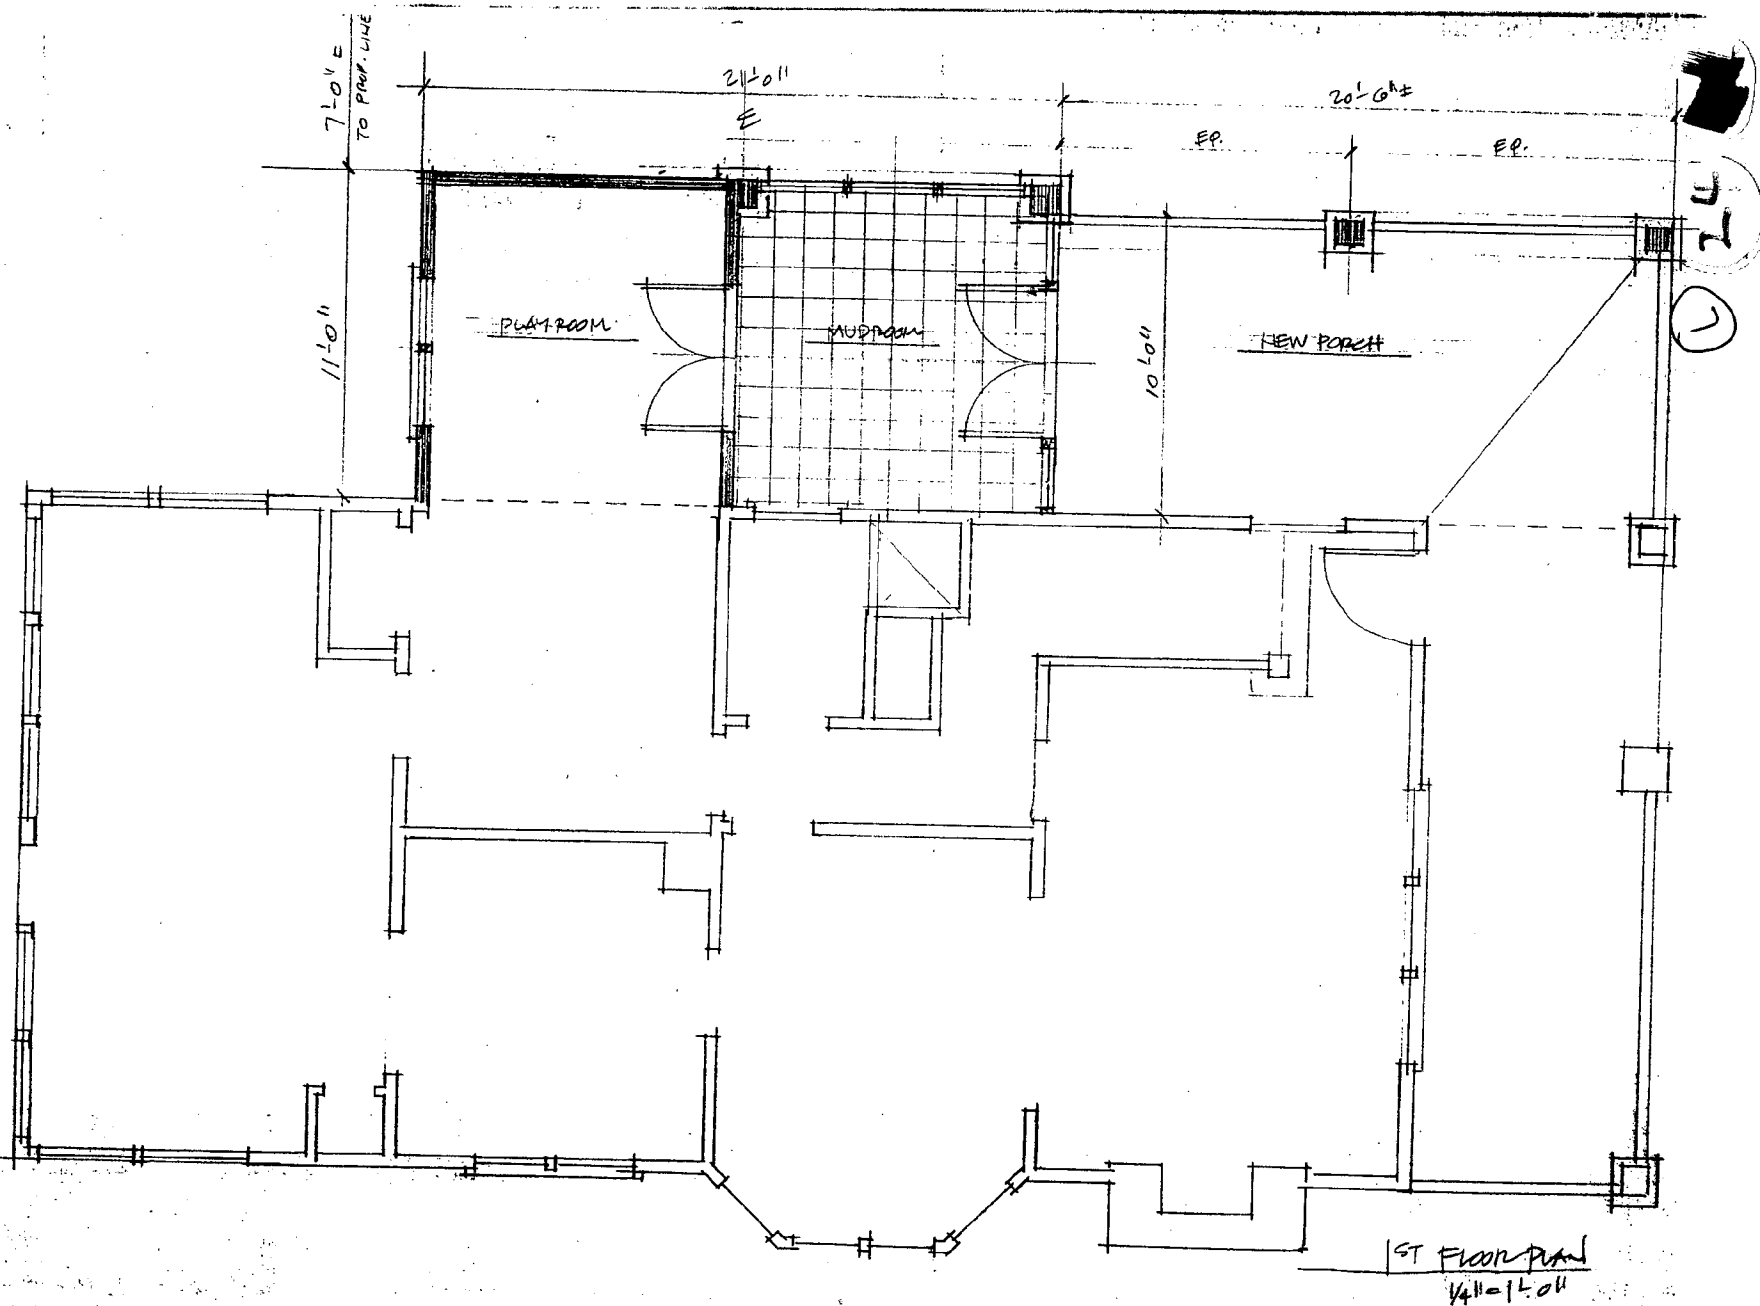 7'-0" ±
TO PROP. LINE
21'-0"
20'-6" ±
EQ.
EQ.
11'-0"
PLAYROOM
MUDROOM
10'-0"
NEW PORCH
1ST FLOOR PLAN
1/4" = 1'-0"